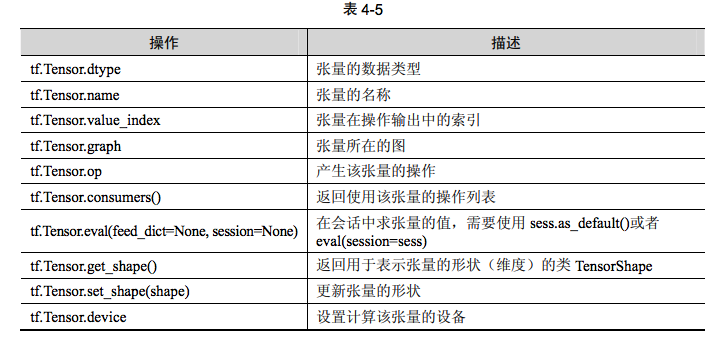 表 4-5
操作 描述
tf.Tensor.dtype 张量的数据类型
tf.Tensor.name 张量的名称
tf.Tensor.value_index 张量在操作输出中的索引
tf.Tensor.graph 张量所在的图
tf.Tensor.op 产生该张量的操作
tf.Tensor.consumers() 返回使用该张量的操作列表
tf.Tensor.eval(feed_dict=None, session=None) 在会话中求张量的值，需要使用 sess.as_default()或者
eval(session=sess)
tf.Tensor.get_shape() 返回用于表示张量的形状（维度）的类 TensorShape
tf.Tensor.set_shape(shape) 更新张量的形状
tf.Tensor.device 设置计算该张量的设备